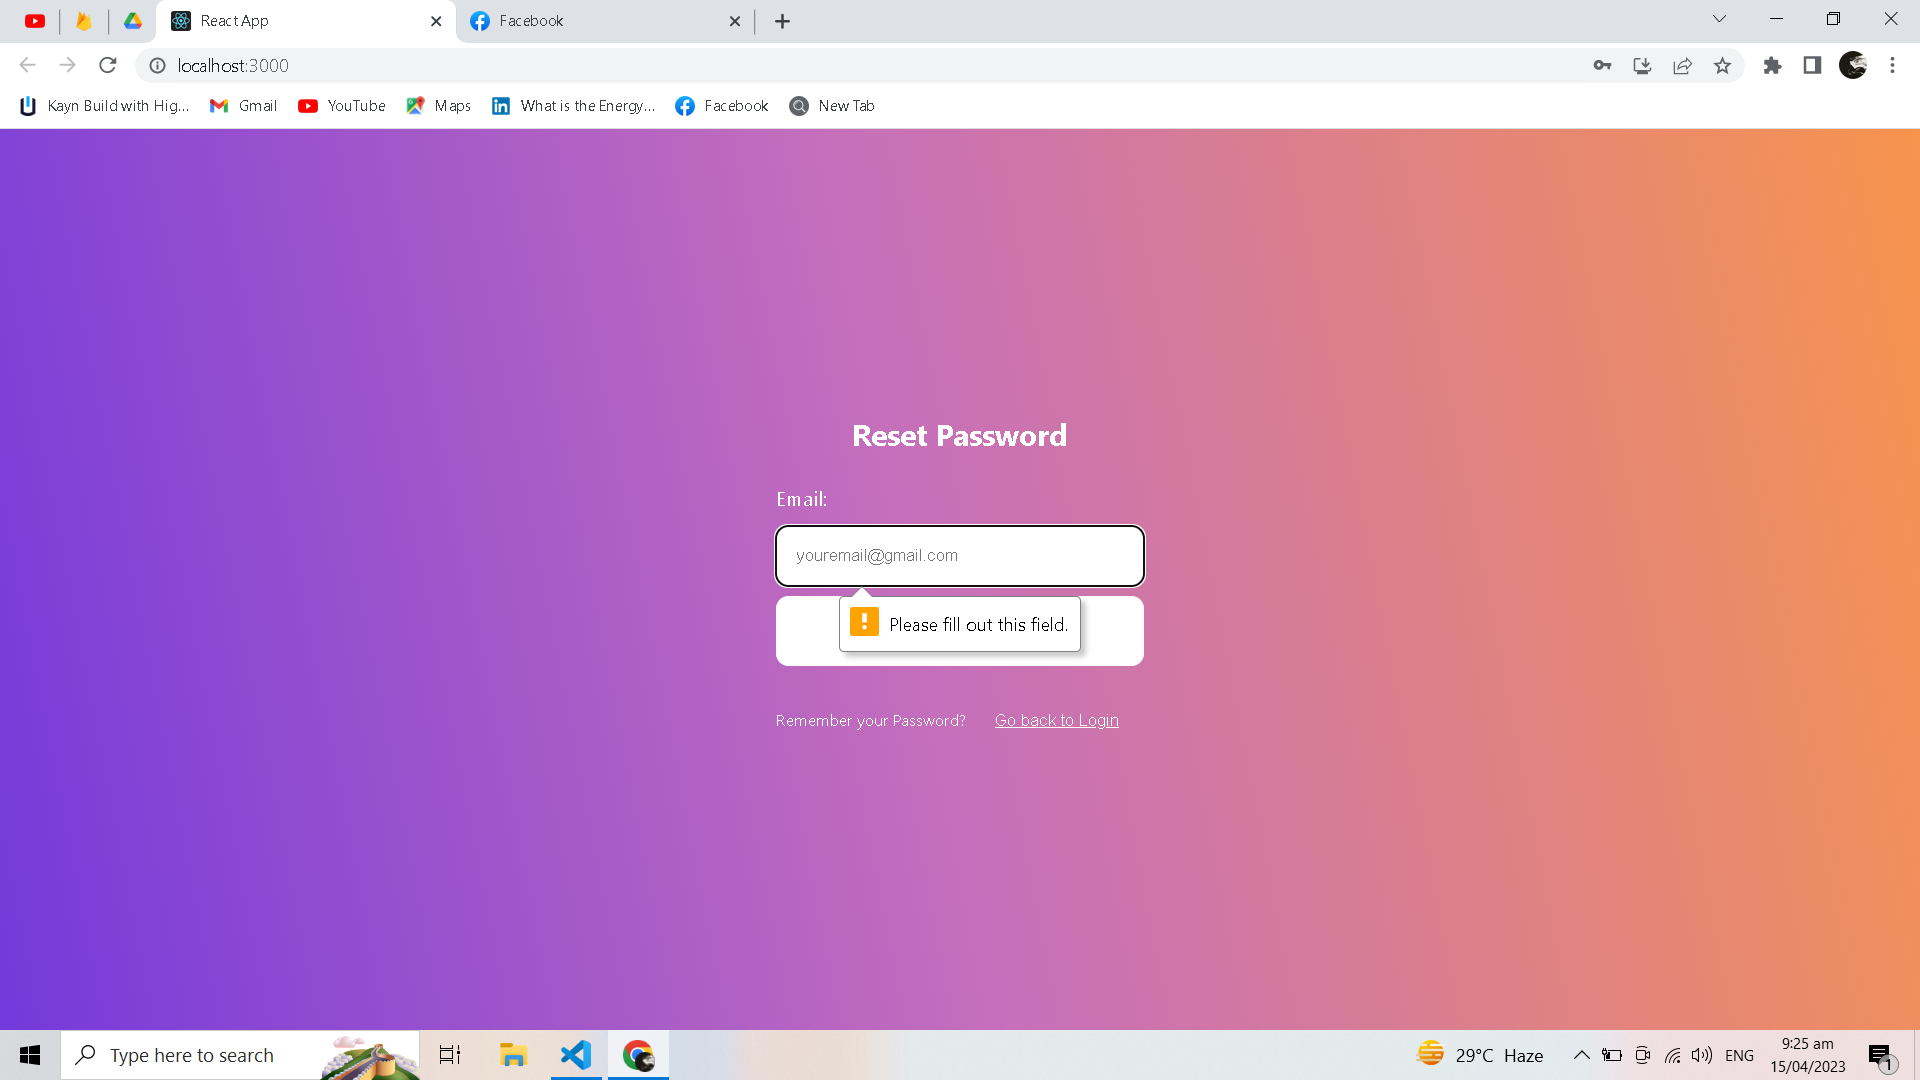 React App
Facebook
localhost:3000
Kayn Build with Hig...
Gmail
YouTube
Maps
What is the Energy...
Facebook
New Tab
Reset Password
Email:
youremail@gmail.com
Please fill out this field.
Remember your Password? Go back to Login
Type here to search
29°C Haze
ENG
9:25 am
15/04/2023
1